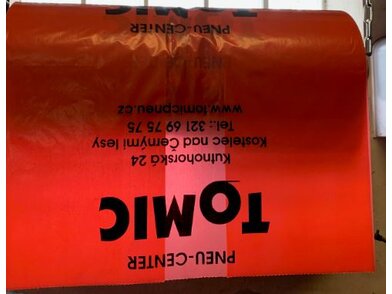 PNEU-CENTER
TOMIC
Kutnohorská 24
Kostelec nad Černými lesy
Tel.: 321 69 75 75
www.tomicpneu.cz
PNEU-CENTER
TOMIC